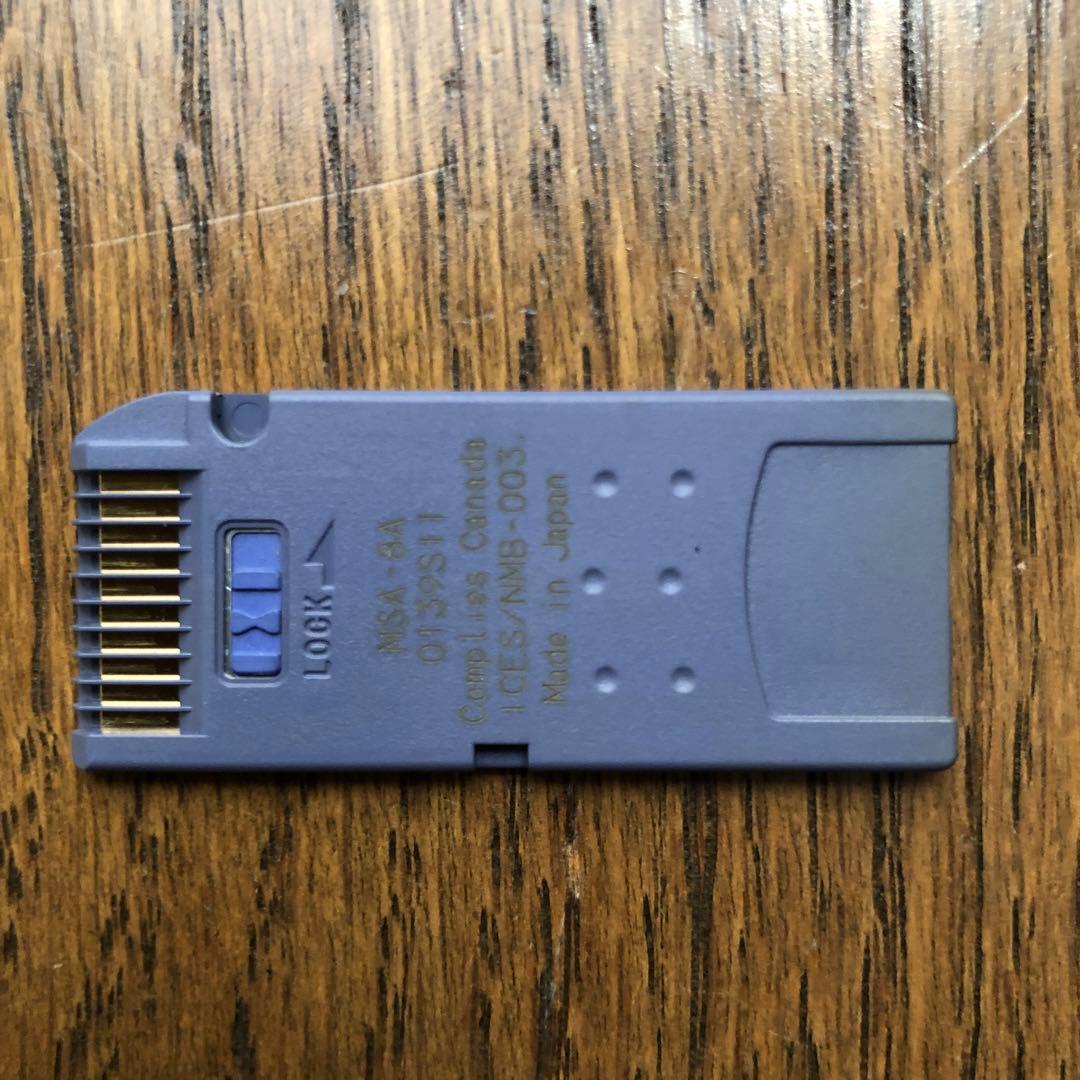 LOCK
MSA-8A
0139S11
Complies Canada
ICES/NMB-003.
Made in Japan